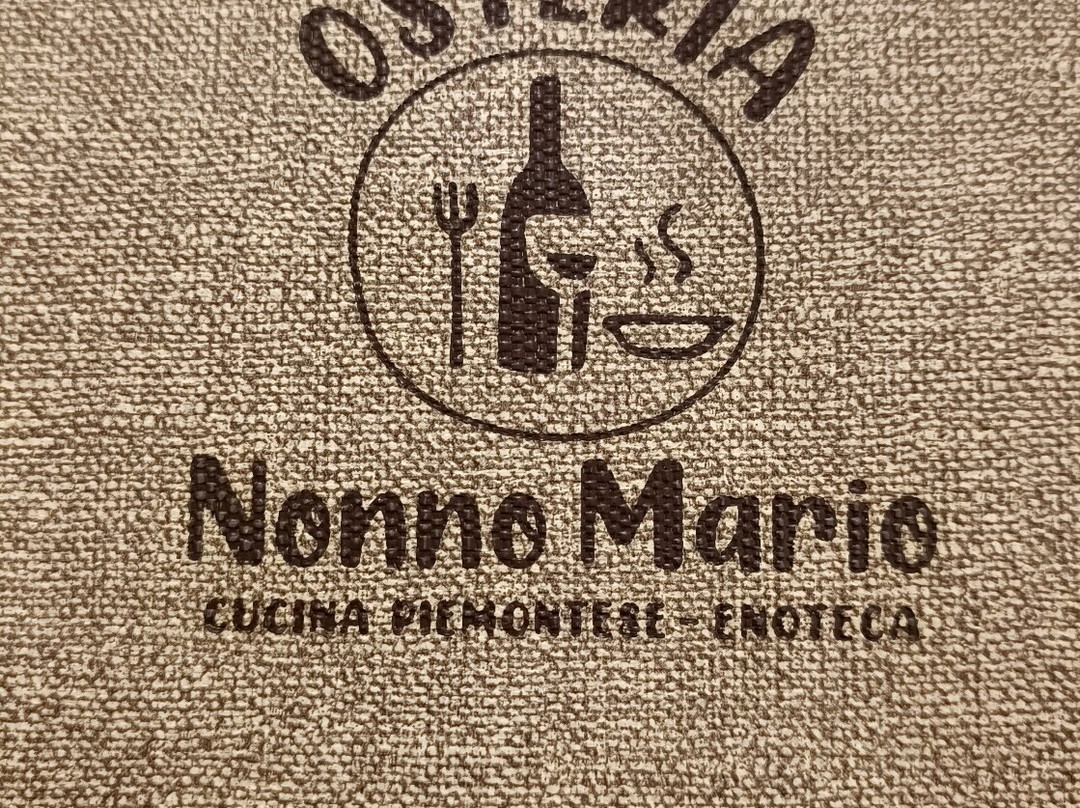 OSTERIA
Nonno Mario
CUCINA PIEMONTESE - ENOTECA